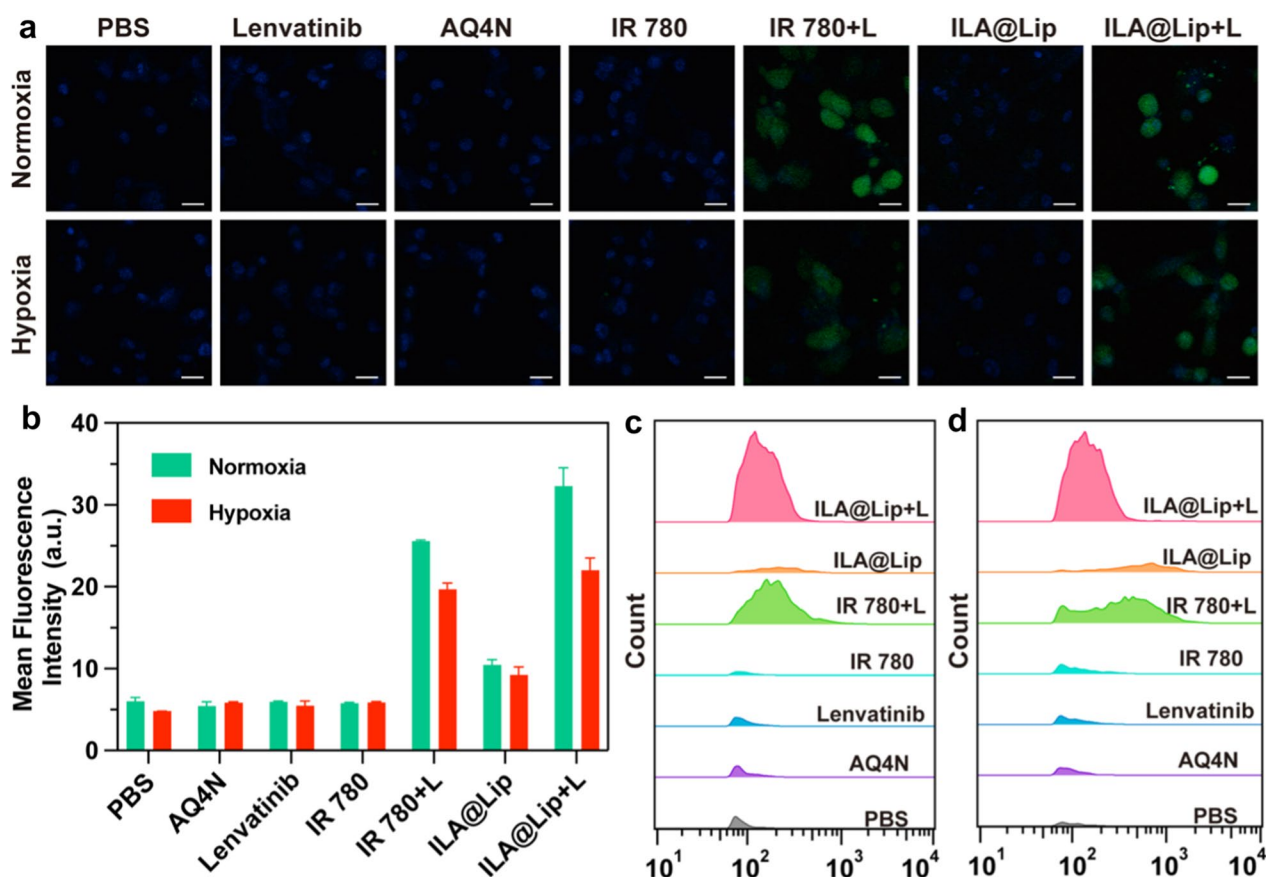 a
PBS Lenvatinib AQ4N IR 780 IR 780+L ILA@Lip ILA@Lip+L
Normoxia
Hypoxia
b
Mean Fluorescence
Intensity (a.u.)
40
30
20
10
0
Normoxia
Hypoxia
PBS
AQ4N
Lenvatinib
IR 780
IR 780+L
ILA@Lip
ILA@Lip+L
c
Count
ILA@Lip+L
ILA@Lip
IR 780+L
IR 780
Lenvatinib
AQ4N
PBS
10¹ 10² 10³ 10⁴
d
Count
ILA@Lip+L
ILA@Lip
IR 780+L
IR 780
Lenvatinib
AQ4N
PBS
10¹ 10² 10³ 10⁴